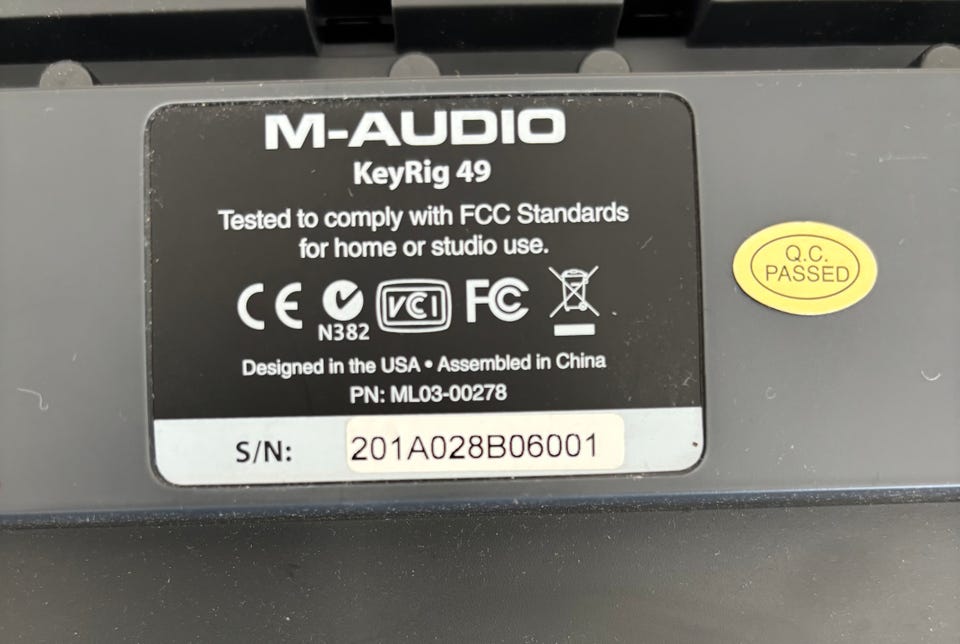 M-AUDIO
KeyRig 49
Tested to comply with FCC Standards
for home or studio use.
CE N382 VCI FC
Designed in the USA • Assembled in China
PN: ML03-00278
S/N: 201A028B06001
Q.C.
PASSED